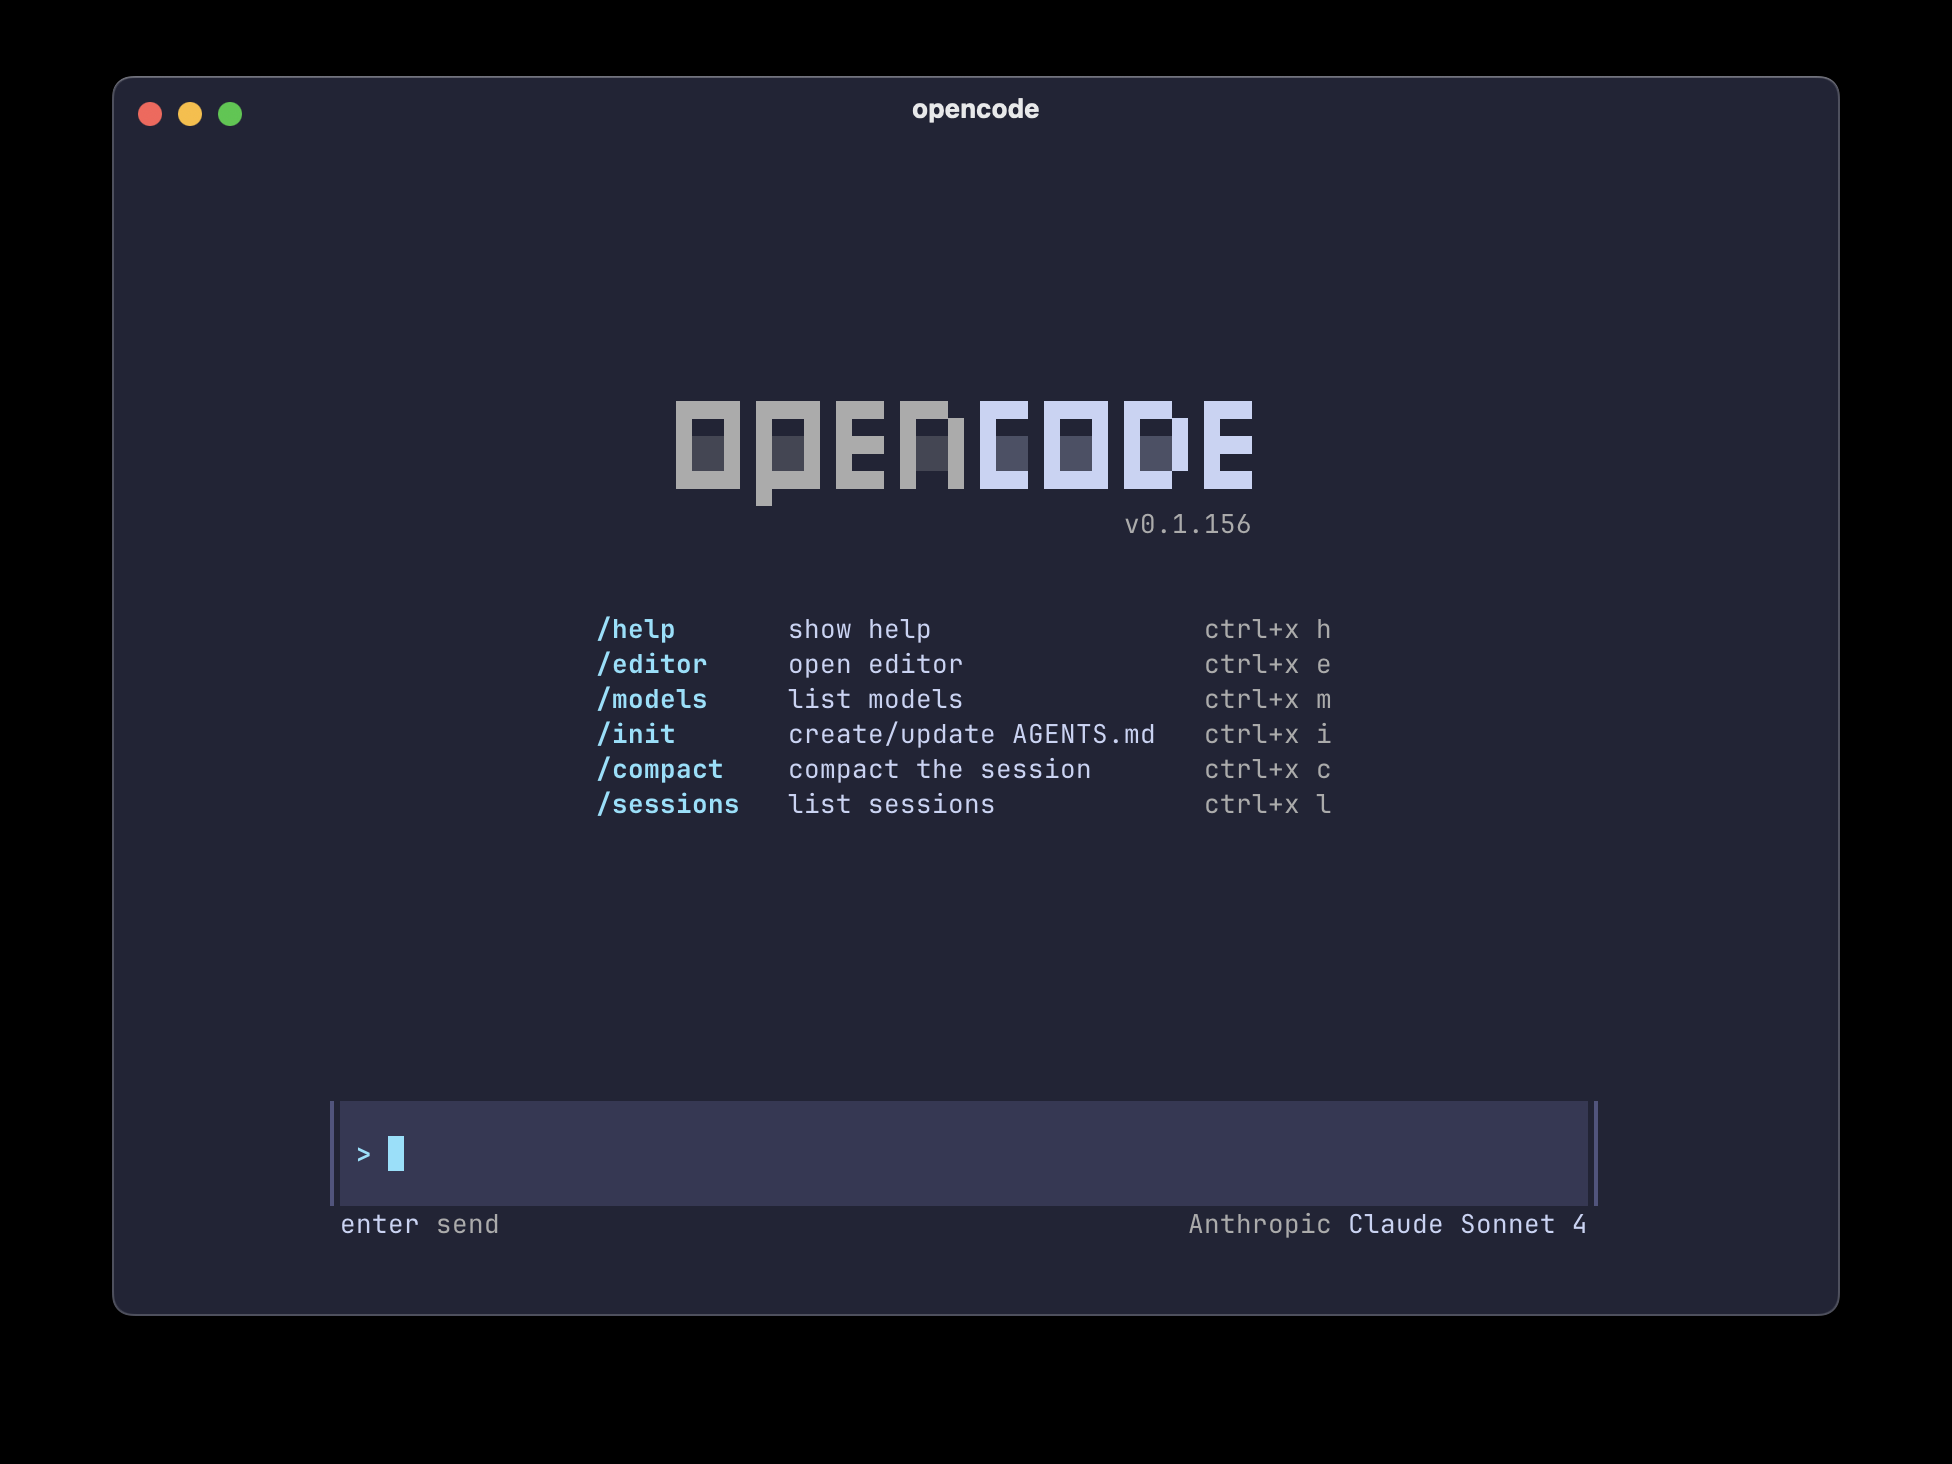 opencode
opencode
v0.1.156
/help show help ctrl+x h
/editor open editor ctrl+x e
/models list models ctrl+x m
/init create/update AGENTS.md ctrl+x i
/compact compact the session ctrl+x c
/sessions list sessions ctrl+x l
>
enter send Anthropic Claude Sonnet 4